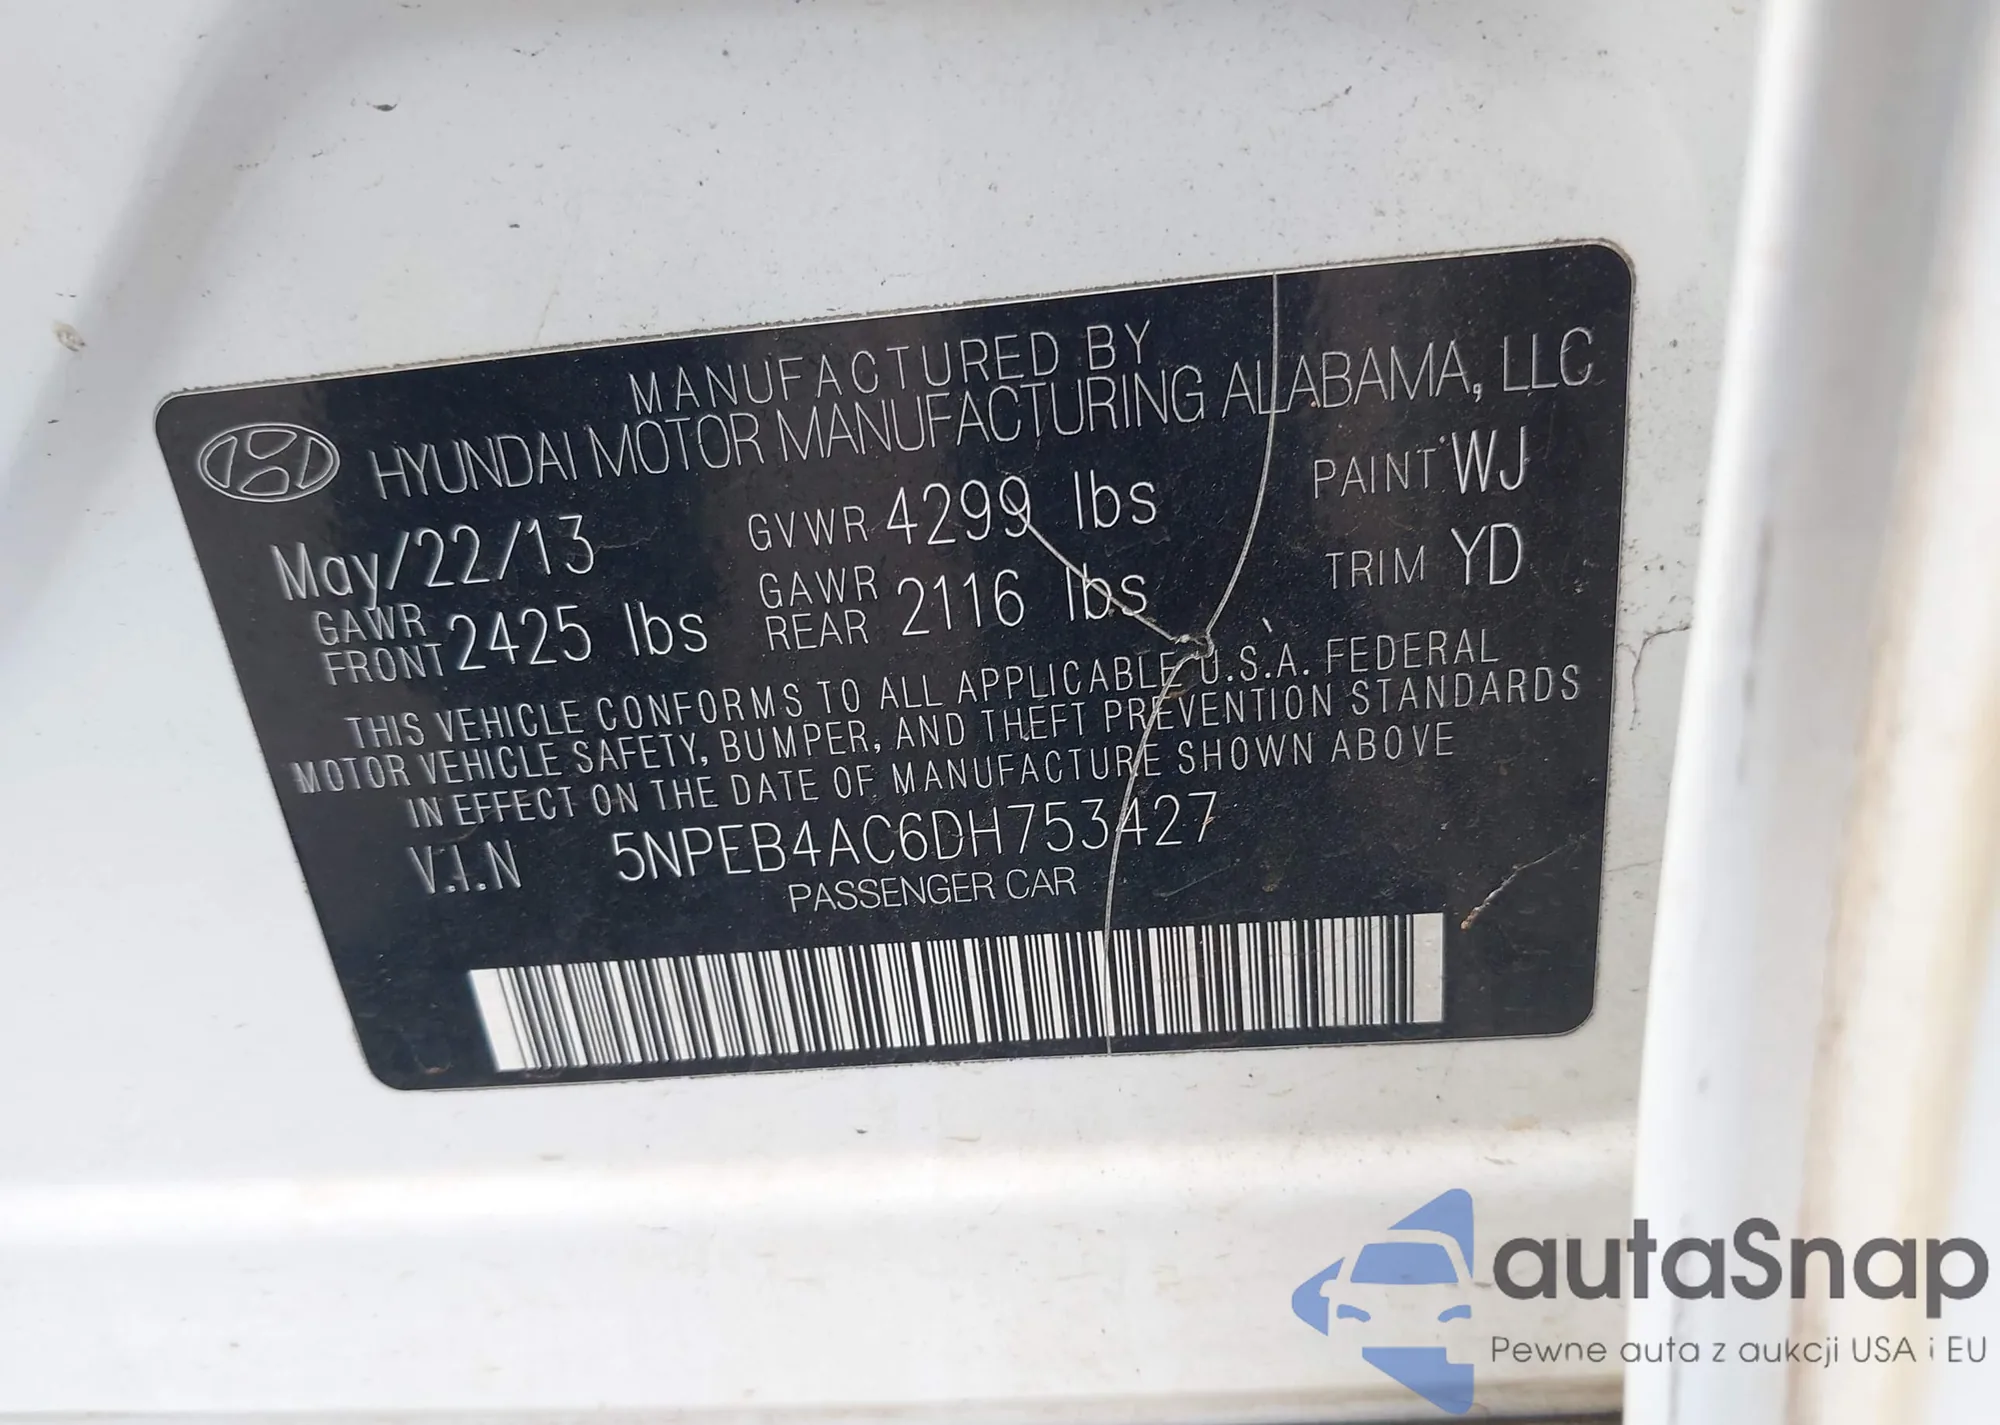 MANUFACTURED BY
HYUNDAI MOTOR MANUFACTURING ALABAMA, LLC
May/22/13 GVWR 4299 lbs PAINT WJ
GAWR FRONT 2425 lbs GAWR REAR 2116 lbs TRIM YD
THIS VEHICLE CONFORMS TO ALL APPLICABLE U.S.A. FEDERAL
MOTOR VEHICLE SAFETY, BUMPER, AND THEFT PREVENTION STANDARDS
IN EFFECT ON THE DATE OF MANUFACTURE SHOWN ABOVE
V.I.N 5NPEB4AC6DH753427
PASSENGER CAR
autaSnap
Pewne auta z aukcji USA i EU